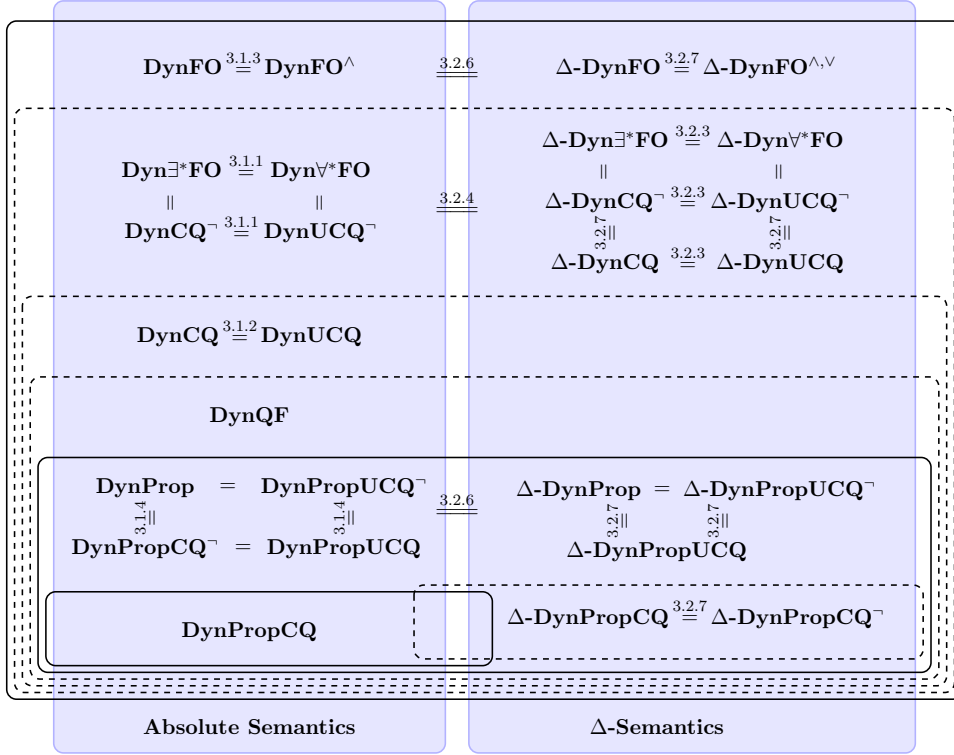 DynFO 3.1.3 = DynFO^∧ 3.2.6 Δ-DynFO 3.2.7 = Δ-DynFO^∧,∨
Δ-Dyn∃*FO 3.2.3 = Δ-Dyn∀*FO
Dyn∃*FO 3.1.1 = Dyn∀*FO
= = = =
DynCQ¬ 3.1.1 = DynUCQ¬ 3.2.4 Δ-DynCQ¬ 3.2.3 = Δ-DynUCQ¬
3.2.7 = 3.2.7 =
Δ-DynCQ 3.2.3 = Δ-DynUCQ
DynCQ 3.1.2 = DynUCQ
DynQF
DynProp = DynPropUCQ¬ 3.2.6 Δ-DynProp = Δ-DynPropUCQ¬
3.1.4 = 3.1.4 = 3.2.7 = 3.2.7 =
DynPropCQ¬ = DynPropUCQ Δ-DynPropUCQ
DynPropCQ Δ-DynPropCQ 3.2.7 = Δ-DynPropCQ¬
Absolute Semantics Δ-Semantics